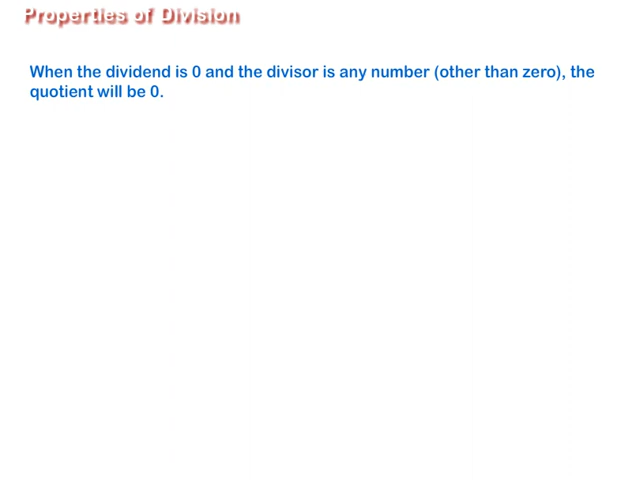 Properties of Division
When the dividend is 0 and the divisor is any number (other than zero), the
quotient will be 0.